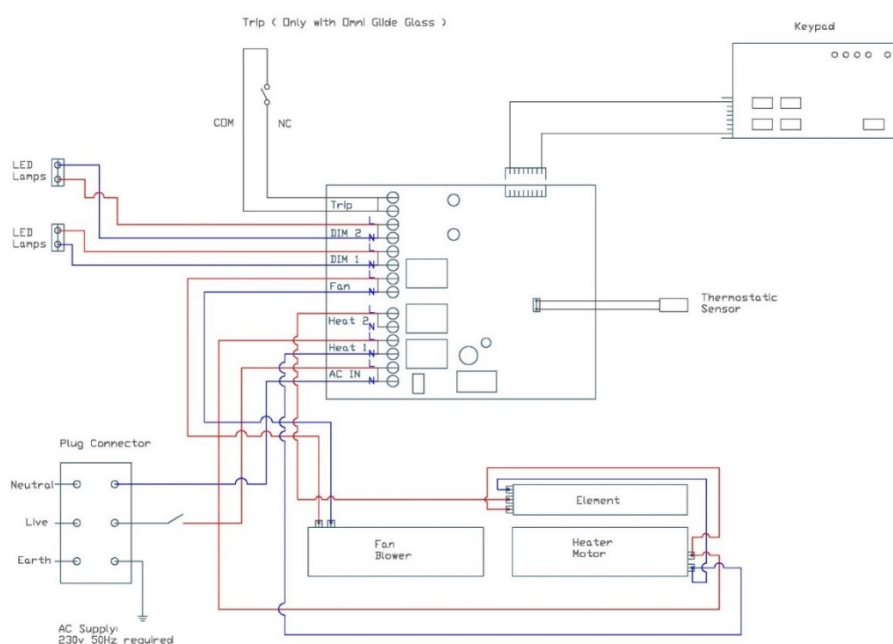 Trip ( Only with Omni Glide Glass )
Keypad
COM
NC
LED
Lamps
Trip
L
DIM 2
N
LED
Lamps
L
DIM 1
N
L
Fan
N
Thermostatic
Sensor
L
Heat 2
N
L
Heat 1
N
L
AC IN
N
Plug Connector
Neutral
Live
Earth
Element
Fan
Blower
Heater
Motor
AC Supply:
230v 50Hz required